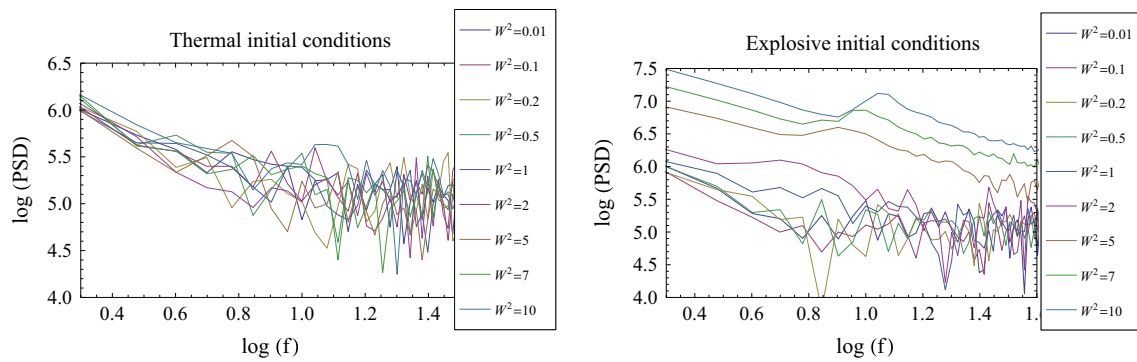 Thermal initial conditions
log (PSD)
6.5
6.0
5.5
5.0
4.5
4.0
0.4
0.6
0.8
1.0
1.2
1.4
log (f)
W²=0.01
W²=0.1
W²=0.2
W²=0.5
W²=1
W²=2
W²=5
W²=7
W²=10
Explosive initial conditions
log (PSD)
7.5
7.0
6.5
6.0
5.5
5.0
4.5
4.0
0.4
0.6
0.8
1.0
1.2
1.4
log (f)
W²=0.01
W²=0.1
W²=0.2
W²=0.5
W²=1
W²=2
W²=5
W²=7
W²=10